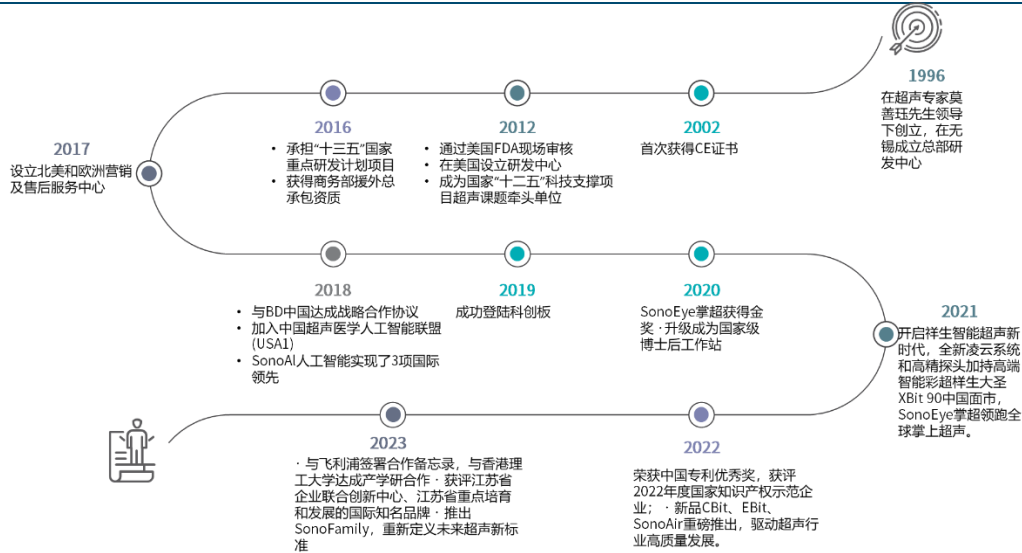 1996
在超声专家莫
善珏先生领导
下创立，在无
锡成立总部研
发中心
2002
首次获得CE证书
2012
• 通过美国FDA现场审核
• 在美国设立研发中心
• 成为国家“十二五”科技支撑项
目超声课题牵头单位
2016
• 承担“十三五”国家
重点研发计划项目
• 获得商务部援外总
承包资质
2017
设立北美和欧洲营销
及售后服务中心
2018
• 与BD中国达成战略合作协议
• 加入中国超声医学人工智能联盟
(USA1)
• SonoAI人工智能实现了3项国际
领先
2019
成功登陆科创板
2020
SonoEye掌超获得金
奖 · 升级成为国家级
博士后工作站
2021
开启祥生智能超声新
时代，全新凌云系统
和高精探头加持高端
智能彩超样生大圣
XBit 90中国面市，
SonoEye掌超领跑全
球掌上超声。
2022
荣获中国专利优秀奖，获评
2022年度国家知识产权示范企
业； · 新品CBit、EBit、
SonoAir重磅推出，驱动超声行
业高质量发展。
2023
· 与飞利浦签署合作备忘录，与香港理
工大学达成产学研合作 · 获评江苏省
企业联合创新中心、江苏省重点培育
和发展的国际知名品牌 · 推出
SonoFamily，重新定义未来超声新标
准